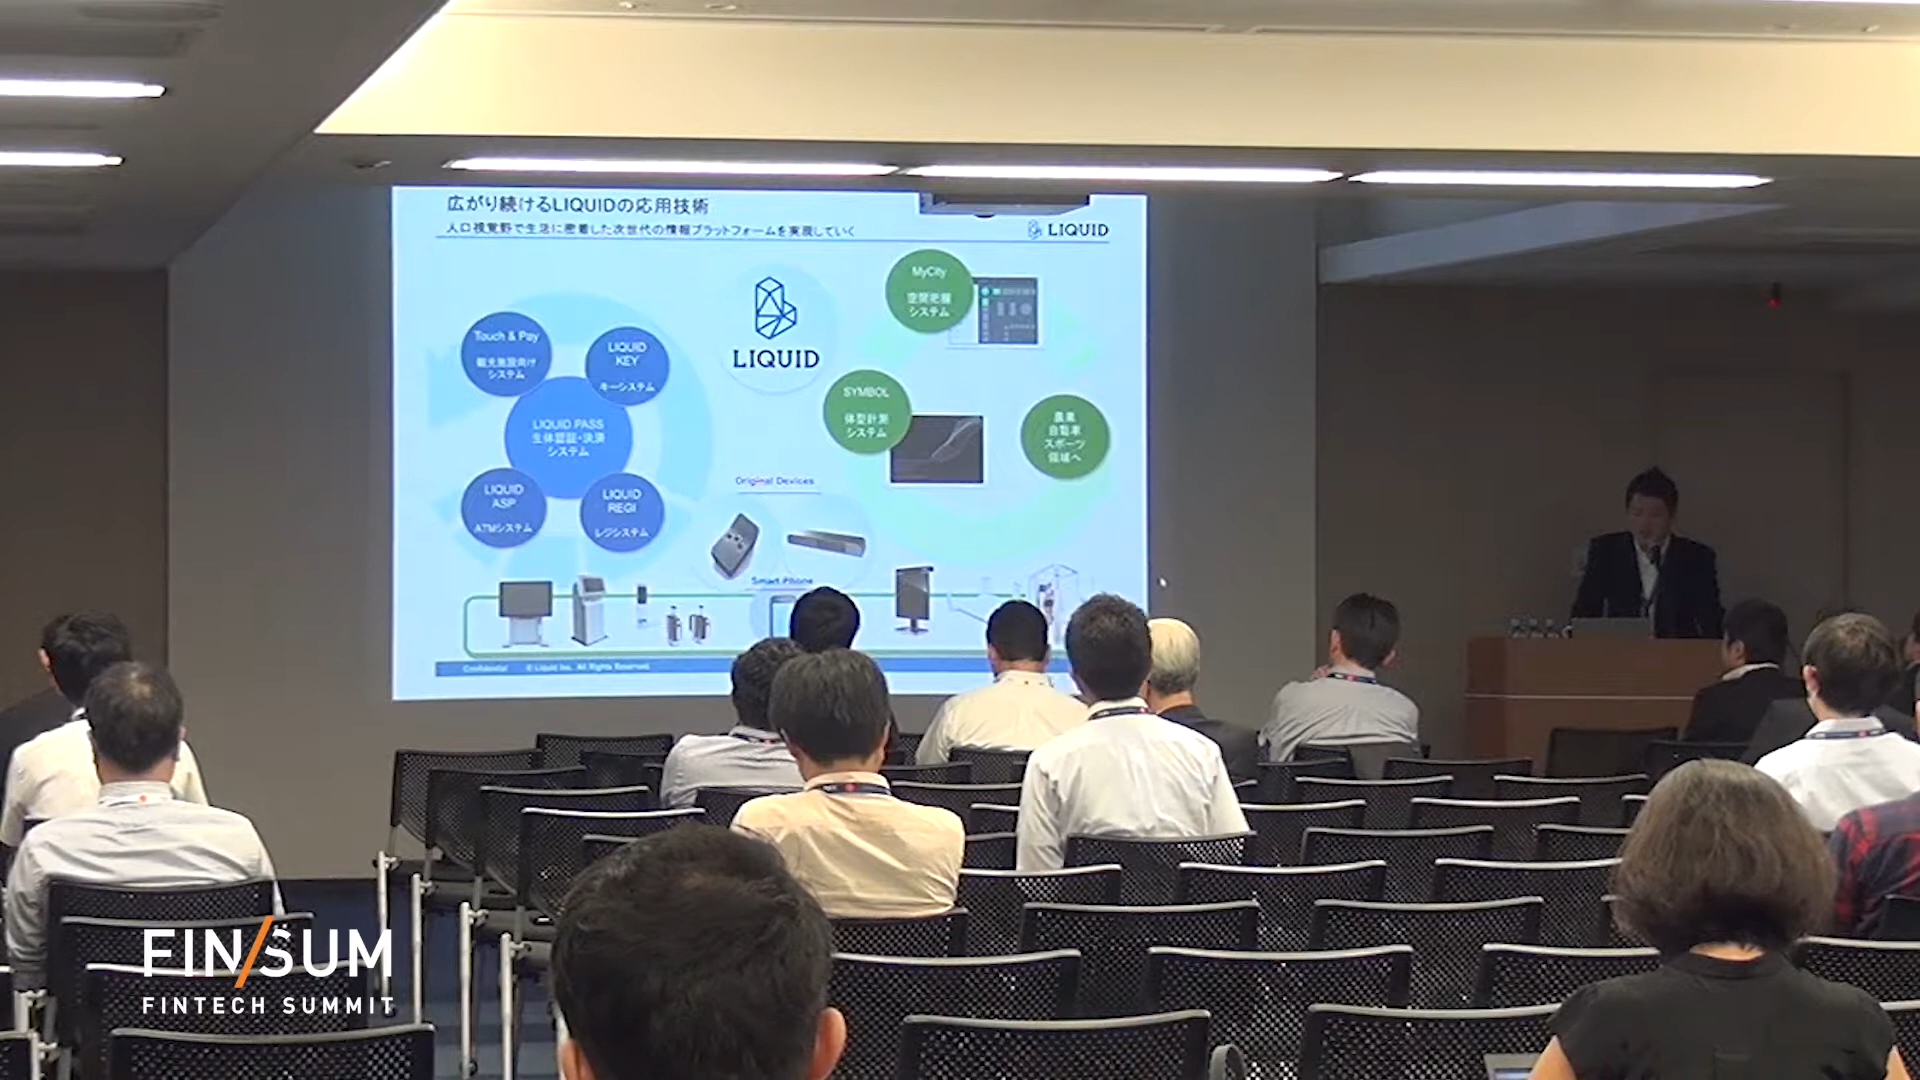 広がり続けるLIQUIDの応用技術
人口視覚野で生活に密着した次世代の情報プラットフォームを実現していく
LIQUID
MyCity
空間把握
システム
Touch & Pay
観光施設向け
システム
LIQUID
KEY
キーシステム
LIQUID
SYMBOL
体型計測
システム
農業
自転車
スポーツ
領域へ
LIQUID PASS
生体認証・決済
システム
LIQUID
ASP
ATMシステム
LIQUID
REGI
レジシステム
Original Devices
Smart Phone
Confidential
© Liquid Inc. All Rights Reserved.
FIN/SUM
FINTECH SUMMIT